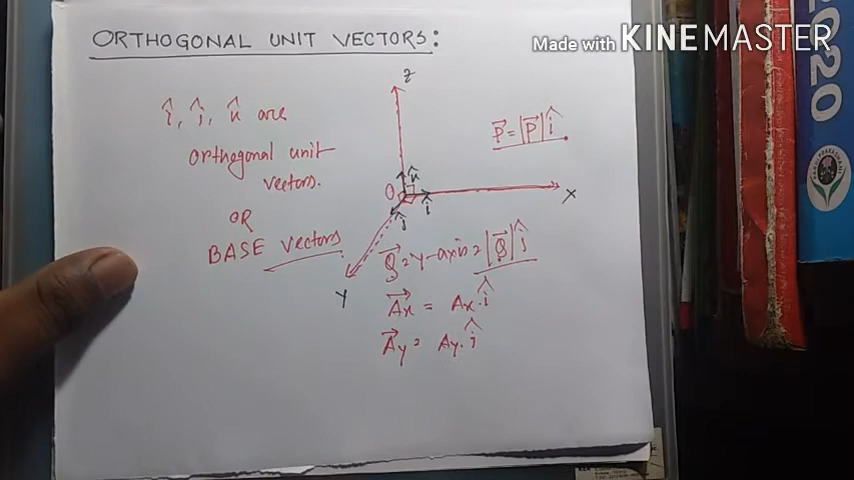 Made with KINEMASTER
ORTHOGONAL UNIT VECTORS:
2020
î, ĵ, k̂ are
orthogonal unit
vectors.
OR
BASE vectors
Z
P⃗ = |P⃗| î.
k̂
O
î
X
ĵ
Y
Q⃗ = Y-axis = |Q⃗| ĵ
A⃗x = Ax.î
A⃗y = Ay.ĵ